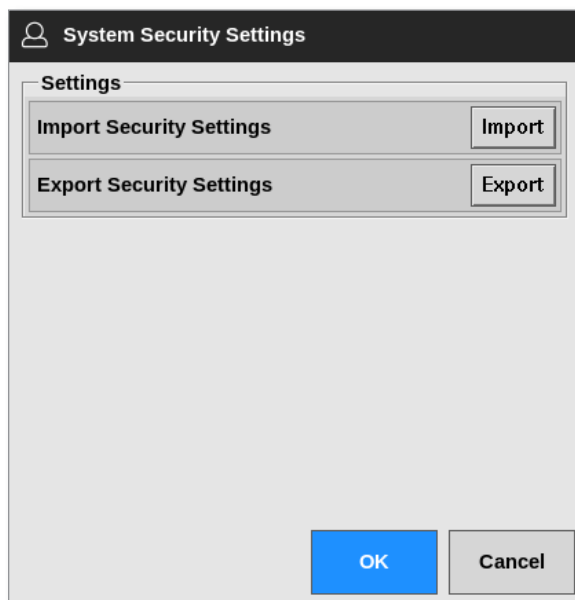 System Security Settings
Settings
Import Security Settings Import
Export Security Settings Export
OK Cancel